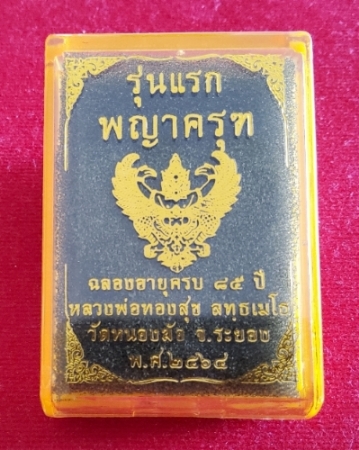 รุ่นแรก
พญาครุฑ
ฉลองอายุครบ ๘๕ ปี
หลวงพ่อทองสุข ลทฺธเมโธ
วัดหนองมัง จ.ระยอง
พ.ศ.๒๕๖๔